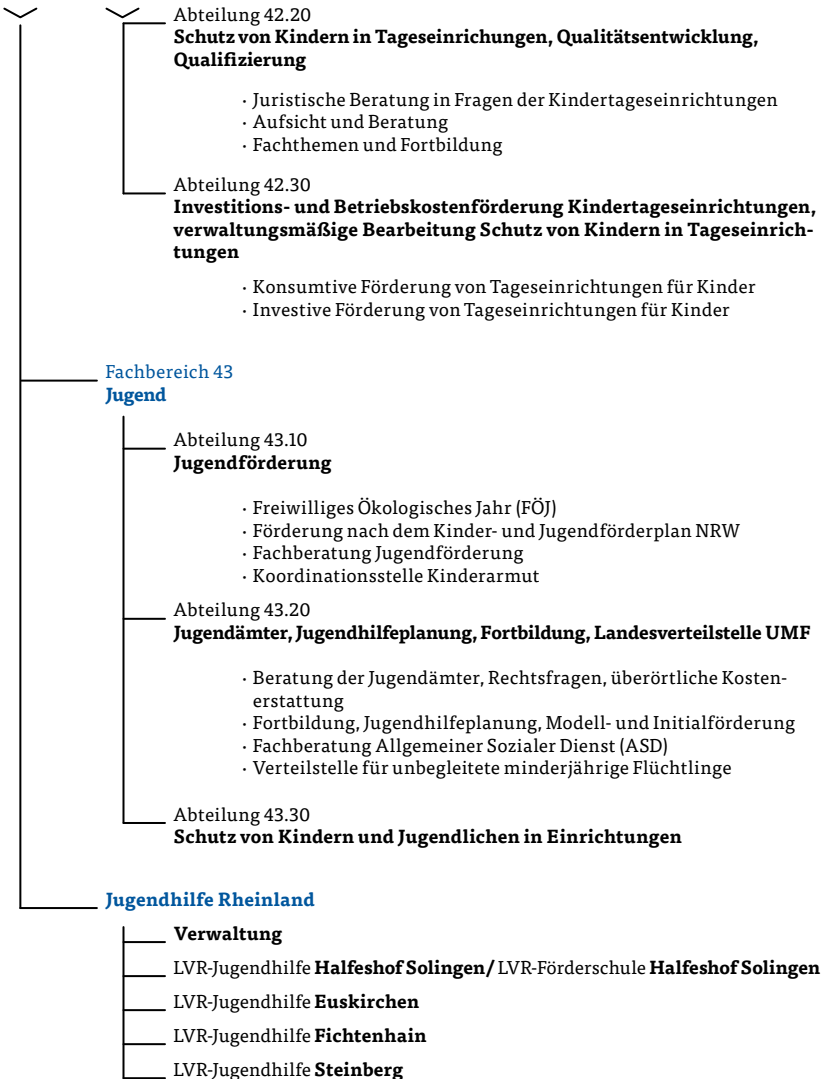 Abteilung 42.20
Schutz von Kindern in Tageseinrichungen, Qualitätsentwicklung,
Qualifizierung
· Juristische Beratung in Fragen der Kindertageseinrichtungen
· Aufsicht und Beratung
· Fachthemen und Fortbildung
Abteilung 42.30
Investitions- und Betriebskostenförderung Kindertageseinrichtungen,
verwaltungsmäßige Bearbeitung Schutz von Kindern in Tageseinrich-
tungen
· Konsumtive Förderung von Tageseinrichtungen für Kinder
· Investive Förderung von Tageseinrichtungen für Kinder
Fachbereich 43
Jugend
Abteilung 43.10
Jugendförderung
· Freiwilliges Ökologisches Jahr (FÖJ)
· Förderung nach dem Kinder- und Jugendförderplan NRW
· Fachberatung Jugendförderung
· Koordinationsstelle Kinderarmut
Abteilung 43.20
Jugendämter, Jugendhilfeplanung, Fortbildung, Landesverteilstelle UMF
· Beratung der Jugendämter, Rechtsfragen, überörtliche Kosten-
erstattung
· Fortbildung, Jugendhilfeplanung, Modell- und Initialförderung
· Fachberatung Allgemeiner Sozialer Dienst (ASD)
· Verteilstelle für unbegleitete minderjährige Flüchtlinge
Abteilung 43.30
Schutz von Kindern und Jugendlichen in Einrichtungen
Jugendhilfe Rheinland
Verwaltung
LVR-Jugendhilfe Halfeshof Solingen/ LVR-Förderschule Halfeshof Solingen
LVR-Jugendhilfe Euskirchen
LVR-Jugendhilfe Fichtenhain
LVR-Jugendhilfe Steinberg